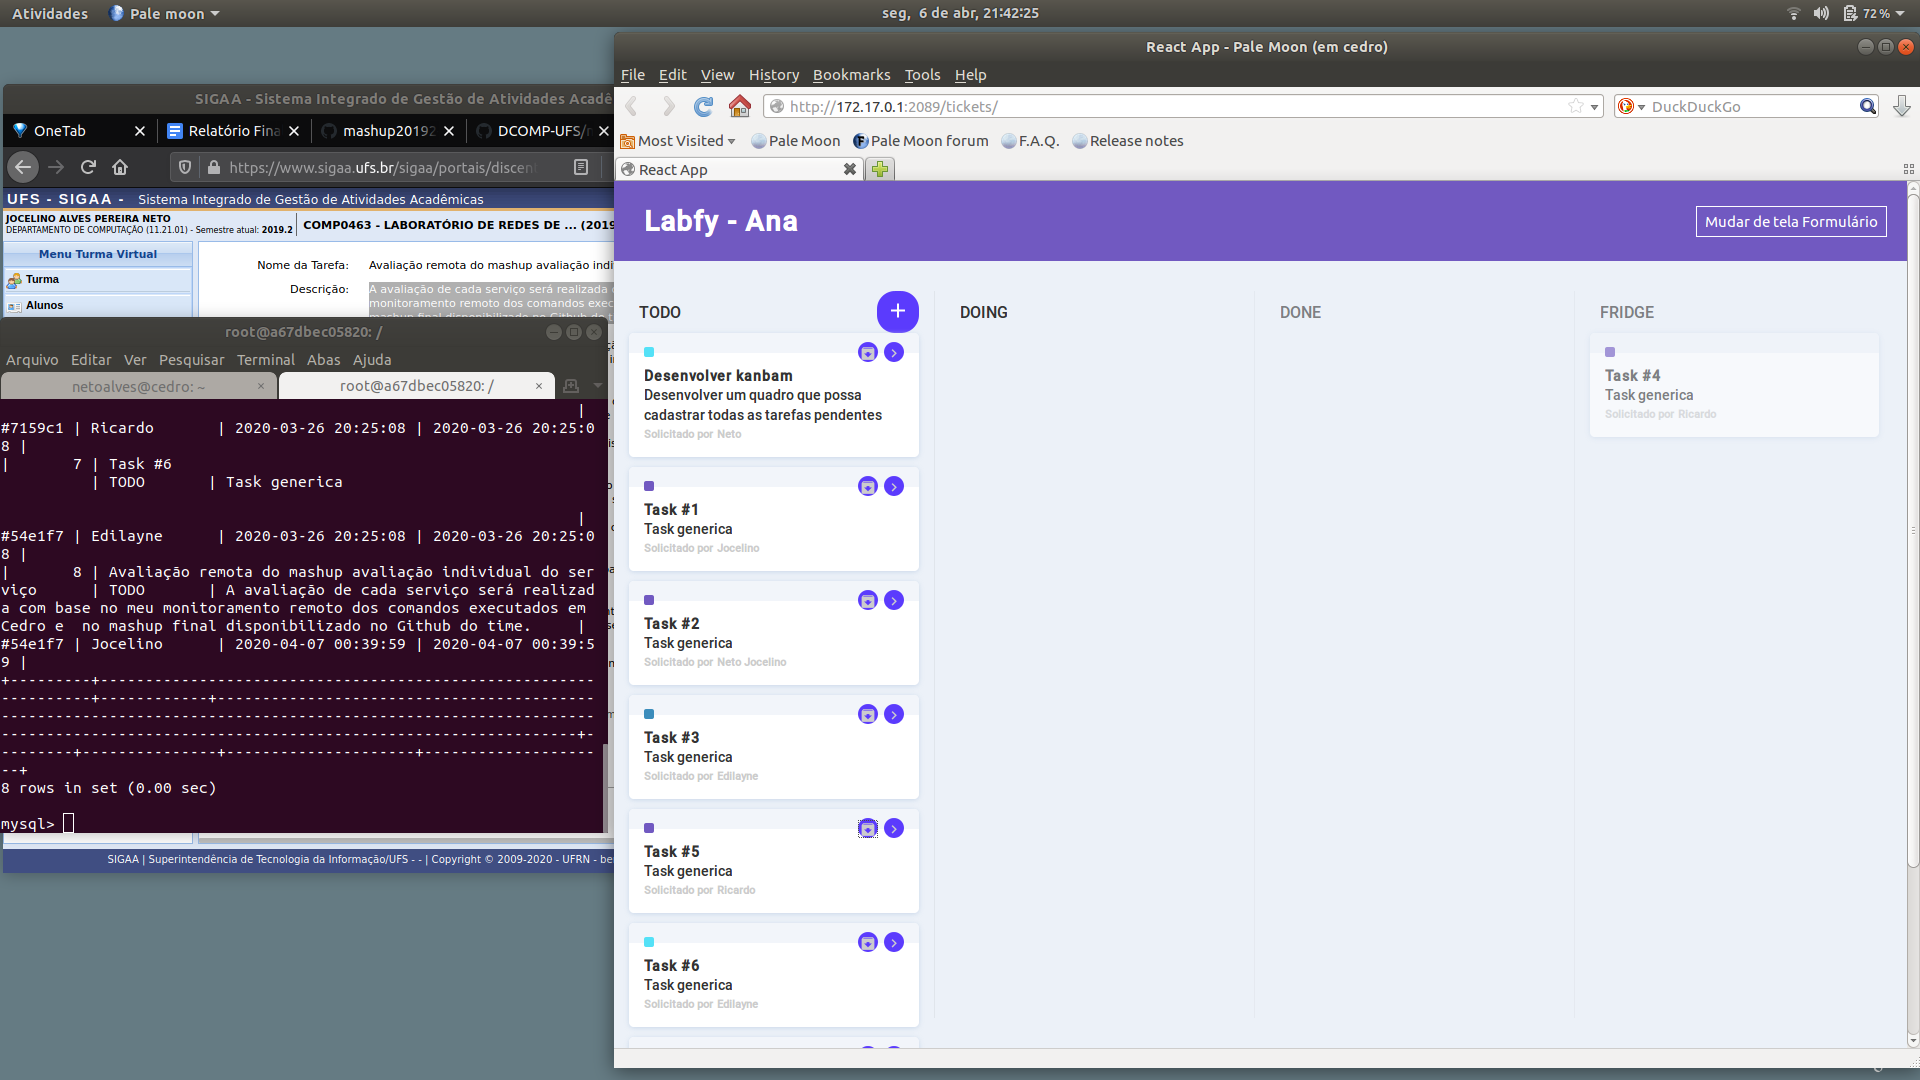 Atividades
Pale moon
seg, 6 de abr, 21:42:25
72 %
SIGAA - Sistema Integrado de Gestão de Atividades Acadê
OneTab
Relatório Fina
mashup20192
DCOMP-UFS/
https://www.sigaa.ufs.br/sigaa/portais/discen
UFS - SIGAA - Sistema Integrado de Gestão de Atividades Acadêmicas
JOCELINO ALVES PEREIRA NETO
DEPARTAMENTO DE COMPUTAÇÃO (11.21.01) - Semestre atual: 2019.2
COMP0463 - LABORATÓRIO DE REDES DE ... (2019
Menu Turma Virtual
Turma
Alunos
Nome da Tarefa: Avaliação remota do mashup avaliação indi
Descrição: A avaliação de cada serviço será realizada
monitoramento remoto dos comandos exec
mashup final disponibilizado no Github do t
root@a67dbec05820: /
Arquivo Editar Ver Pesquisar Terminal Abas Ajuda
netoalves@cedro: ~
root@a67dbec05820: /
|
#7159c1 | Ricardo | 2020-03-26 20:25:08 | 2020-03-26 20:25:0
8 |
| 7 | Task #6
| TODO | Task generica
|
#54e1f7 | Edilayne | 2020-03-26 20:25:08 | 2020-03-26 20:25:0
8 |
| 8 | Avaliação remota do mashup avaliação individual do ser
viço | TODO | A avaliação de cada serviço será realizad
a com base no meu monitoramento remoto dos comandos executados em
Cedro e no mashup final disponibilizado no Github do time. |
#54e1f7 | Jocelino | 2020-04-07 00:39:59 | 2020-04-07 00:39:5
9 |
+---------+-------------------------------------------------------
----------+------------+------------------------------------------
------------------------------------------------------------------
----------------------------------------------------------------+-
--------+---------------+---------------------+-------------------
--+
8 rows in set (0.00 sec)
mysql>
SIGAA | Superintendência de Tecnologia da Informação/UFS - - | Copyright © 2009-2020 - UFRN - be
React App - Pale Moon (em cedro)
File Edit View History Bookmarks Tools Help
http://172.17.0.1:2089/tickets/
DuckDuckGo
Most Visited
Pale Moon
Pale Moon forum
F.A.Q.
Release notes
React App
Labfy - Ana
Mudar de tela Formulário
TODO
+
Desenvolver kanbam
Desenvolver um quadro que possa
cadastrar todas as tarefas pendentes
Solicitado por Neto
Task #1
Task generica
Solicitado por Jocelino
Task #2
Task generica
Solicitado por Neto Jocelino
Task #3
Task generica
Solicitado por Edilayne
Task #5
Task generica
Solicitado por Ricardo
Task #6
Task generica
Solicitado por Edilayne
DOING
DONE
FRIDGE
Task #4
Task generica
Solicitado por Ricardo